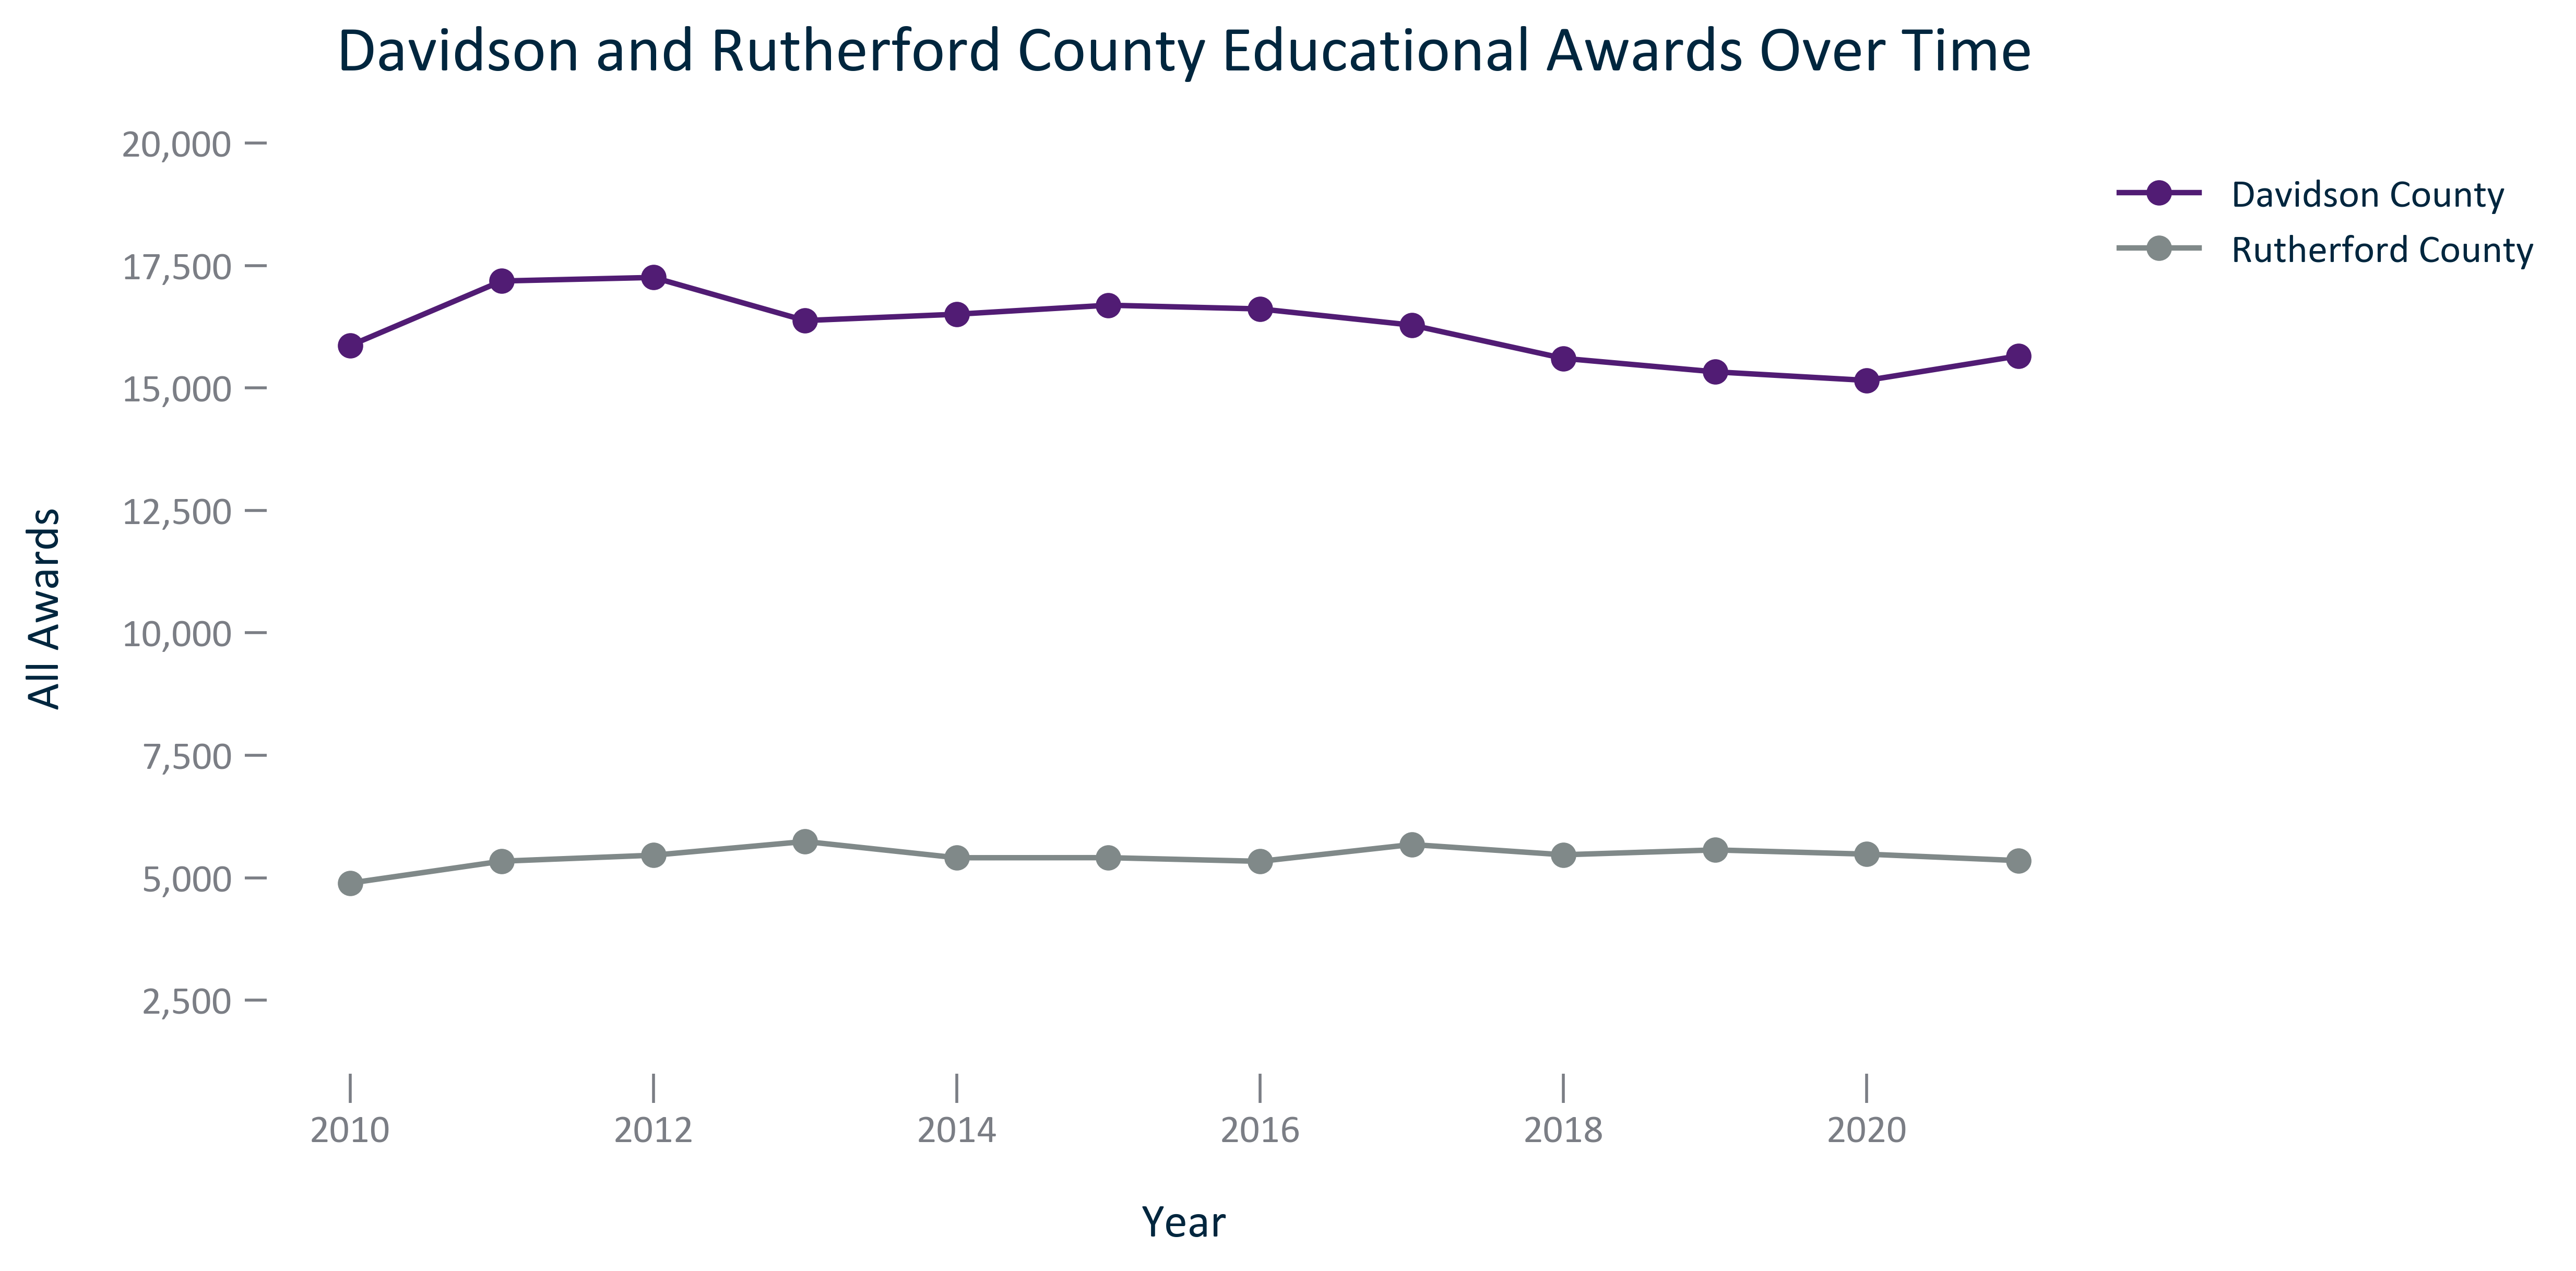 Davidson and Rutherford County Educational Awards Over Time
20,000
17,500
15,000
12,500
10,000
7,500
5,000
2,500
All Awards
Davidson County
Rutherford County
2010 2012 2014 2016 2018 2020
Year